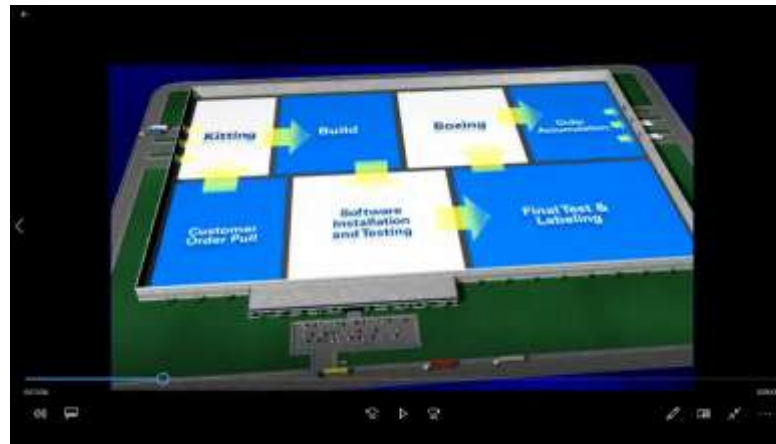 Kitting
Build
Boxing
Order
Accumulation
Customer
Order Pull
Software
Installation
and Testing
Final Test &
Labeling